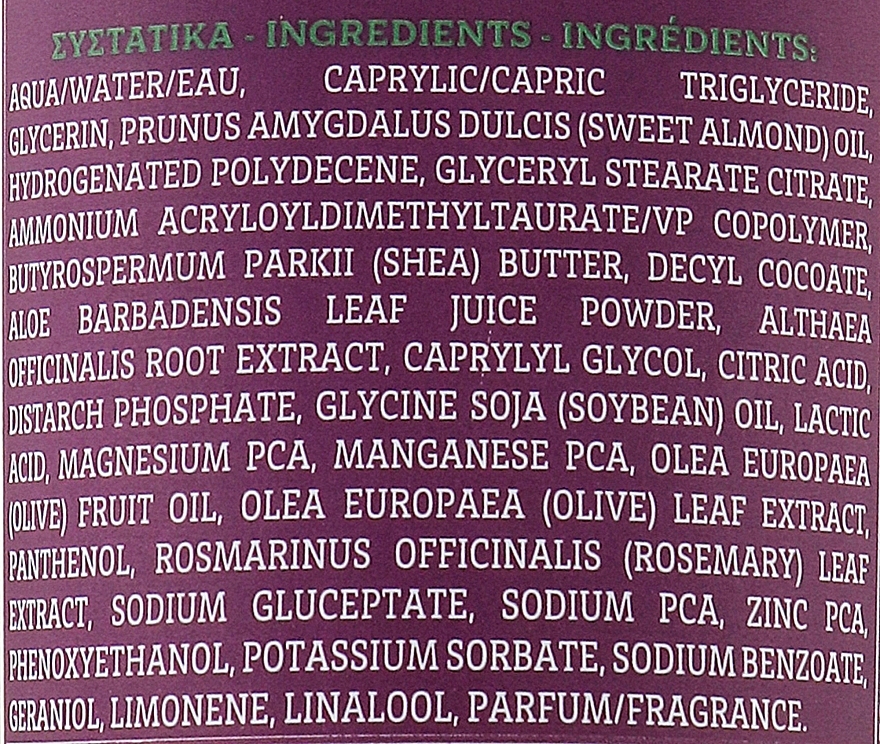 ΣΥΣΤΑΤΙΚΑ - INGREDIENTS - INGRÉDIENTS:
AQUA/WATER/EAU, CAPRYLIC/CAPRIC TRIGLYCERIDE,
GLYCERIN, PRUNUS AMYGDALUS DULCIS (SWEET ALMOND) OIL,
HYDROGENATED POLYDECENE, GLYCERYL STEARATE CITRATE,
AMMONIUM ACRYLOYLDIMETHYLTAURATE/VP COPOLYMER,
BUTYROSPERMUM PARKII (SHEA) BUTTER, DECYL COCOATE,
ALOE BARBADENSIS LEAF JUICE POWDER, ALTHAEA
OFFICINALIS ROOT EXTRACT, CAPRYLYL GLYCOL, CITRIC ACID,
DISTARCH PHOSPHATE, GLYCINE SOJA (SOYBEAN) OIL, LACTIC
ACID, MAGNESIUM PCA, MANGANESE PCA, OLEA EUROPAEA
(OLIVE) FRUIT OIL, OLEA EUROPAEA (OLIVE) LEAF EXTRACT,
PANTHENOL, ROSMARINUS OFFICINALIS (ROSEMARY) LEAF
EXTRACT, SODIUM GLUCEPTATE, SODIUM PCA, ZINC PCA,
PHENOXYETHANOL, POTASSIUM SORBATE, SODIUM BENZOATE,
GERANIOL, LIMONENE, LINALOOL, PARFUM/FRAGRANCE.